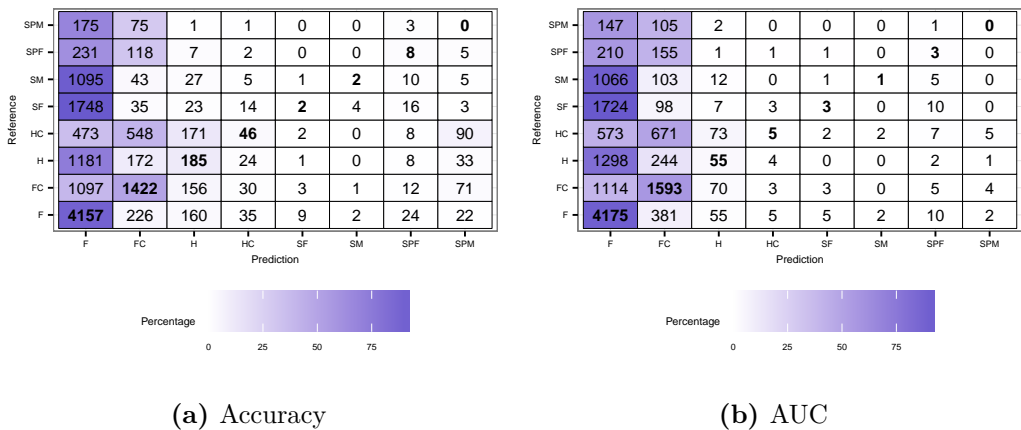 SPM 175 75 1 1 0 0 3 0
SPF 231 118 7 2 0 0 8 5
SM 1095 43 27 5 1 2 10 5
SF 1748 35 23 14 2 4 16 3
HC 473 548 171 46 2 0 8 90
H 1181 172 185 24 1 0 8 33
FC 1097 1422 156 30 3 1 12 71
F 4157 226 160 35 9 2 24 22
Reference
F FC H HC SF SM SPF SPM
Prediction
Percentage
0 25 50 75
(a) Accuracy
SPM 147 105 2 0 0 0 1 0
SPF 210 155 1 1 1 0 3 0
SM 1066 103 12 0 1 1 5 0
SF 1724 98 7 3 3 0 10 0
HC 573 671 73 5 2 2 7 5
H 1298 244 55 4 0 0 2 1
FC 1114 1593 70 3 3 0 5 4
F 4175 381 55 5 5 2 10 2
Reference
F FC H HC SF SM SPF SPM
Prediction
Percentage
0 25 50 75
(b) AUC